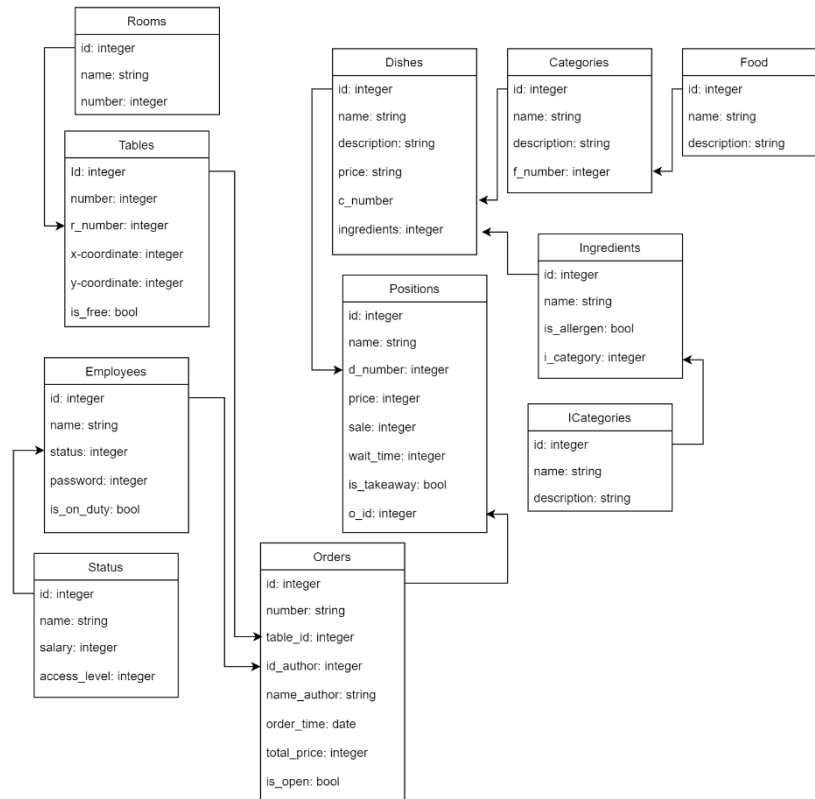 Rooms
id: integer
name: string
number: integer
Tables
Id: integer
number: integer
r_number: integer
x-coordinate: integer
y-coordinate: integer
is_free: bool
Employees
id: integer
name: string
status: integer
password: integer
is_on_duty: bool
Status
id: integer
name: string
salary: integer
access_level: integer
Dishes
id: integer
name: string
description: string
price: string
c_number
ingredients: integer
Positions
id: integer
name: string
d_number: integer
price: integer
sale: integer
wait_time: integer
is_takeaway: bool
o_id: integer
Orders
id: integer
number: string
table_id: integer
id_author: integer
name_author: string
order_time: date
total_price: integer
is_open: bool
Categories
id: integer
name: string
description: string
f_number: integer
Food
id: integer
name: string
description: string
Ingredients
id: integer
name: string
is_allergen: bool
i_category: integer
ICategories
id: integer
name: string
description: string